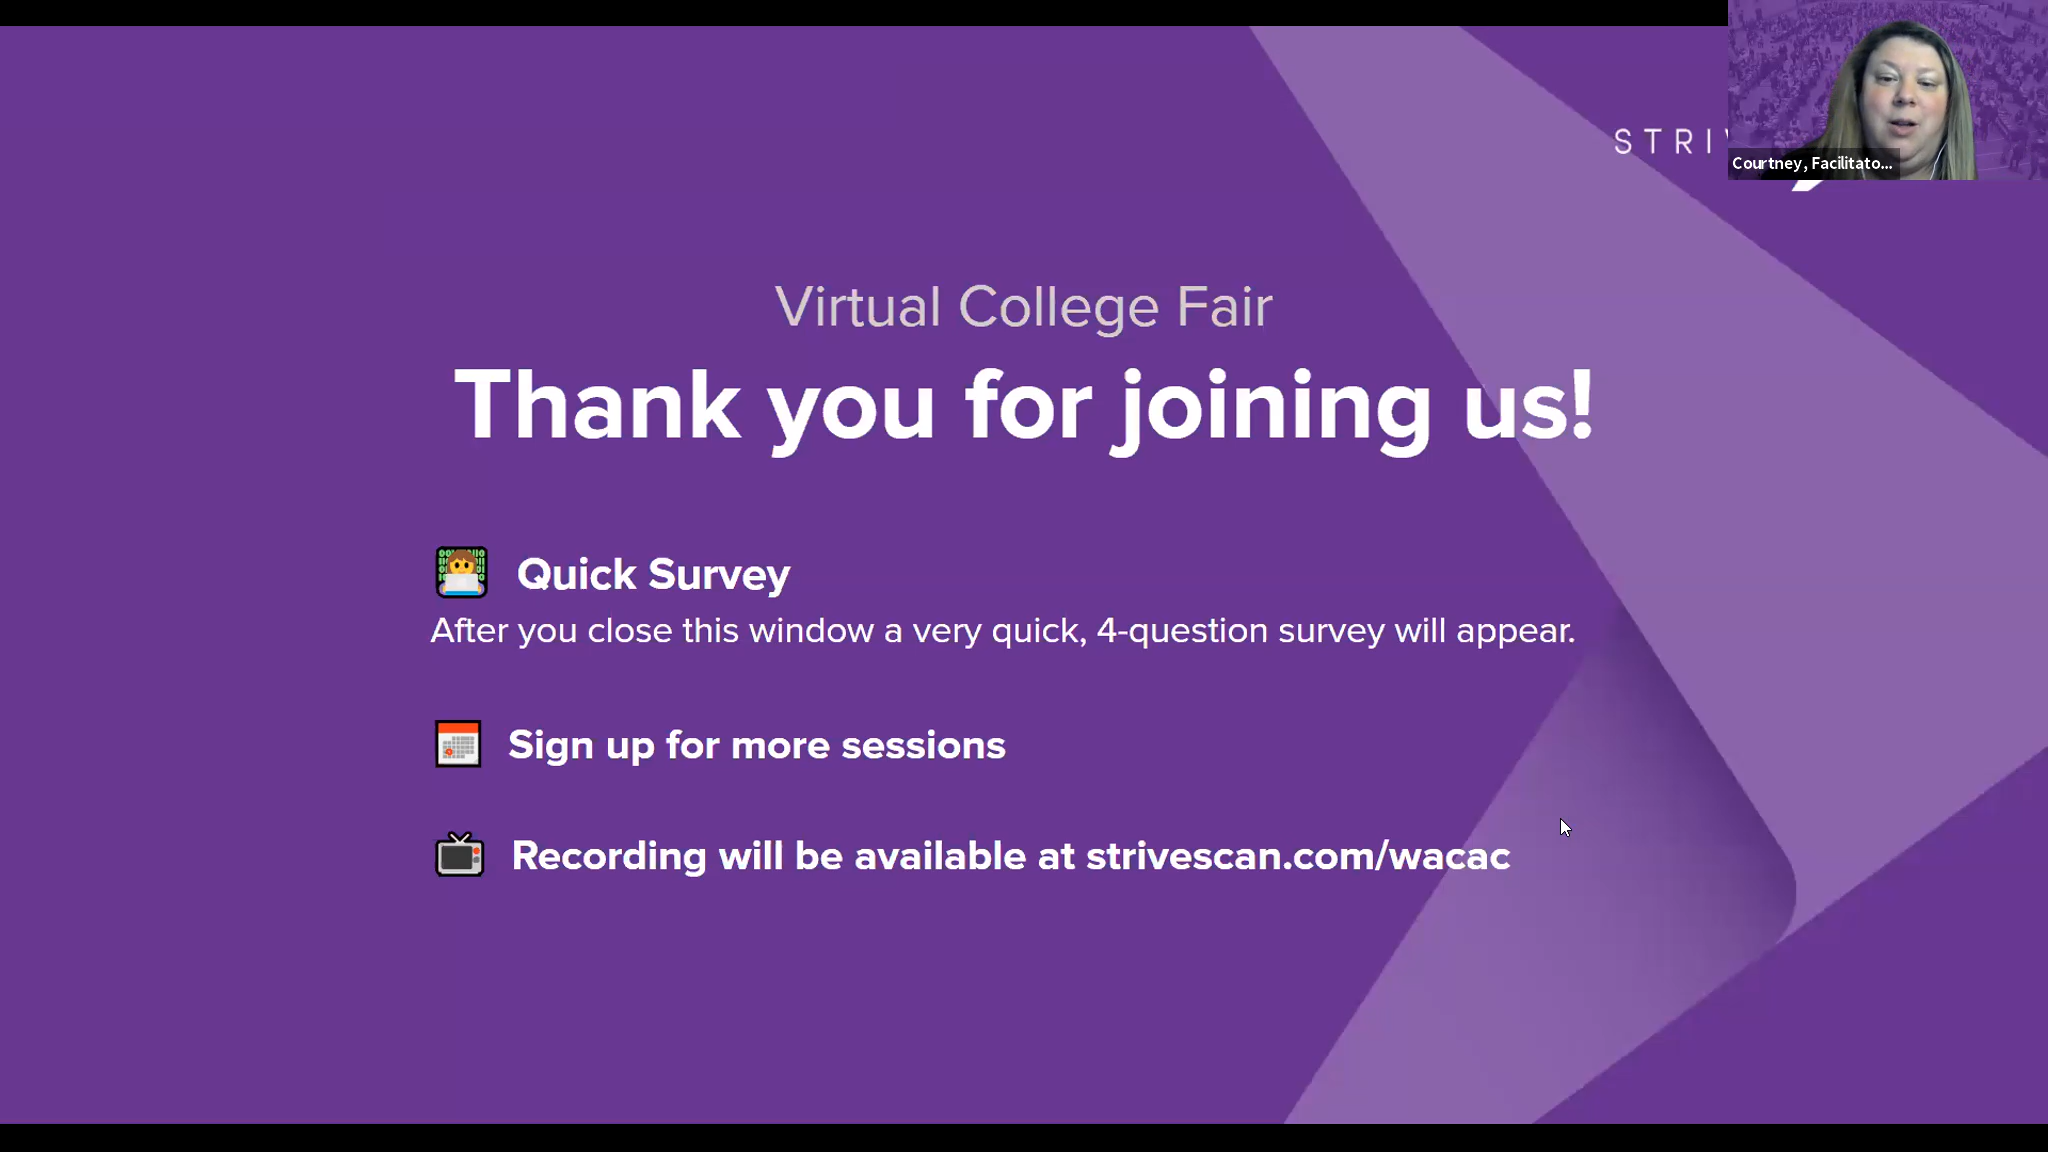 STRI
Courtney, Facilitato...
Virtual College Fair
Thank you for joining us!
Quick Survey
After you close this window a very quick, 4-question survey will appear.
Sign up for more sessions
Recording will be available at strivescan.com/wacac